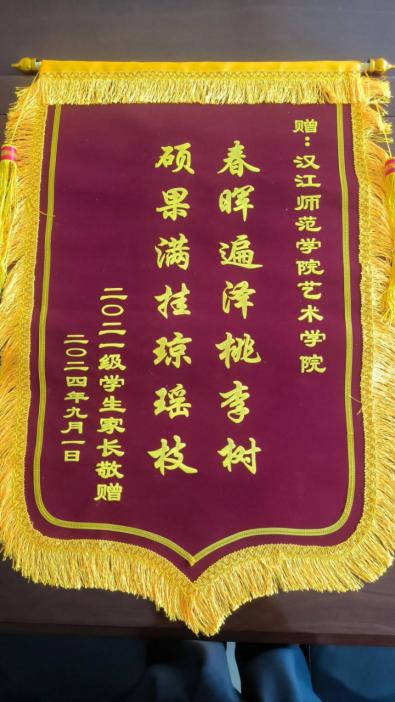 赠：汉江师范学院艺术学院
春晖遍泽桃李树
硕果满挂琼瑶枝
二〇二一级学生家长敬赠
二〇二四年九月一日